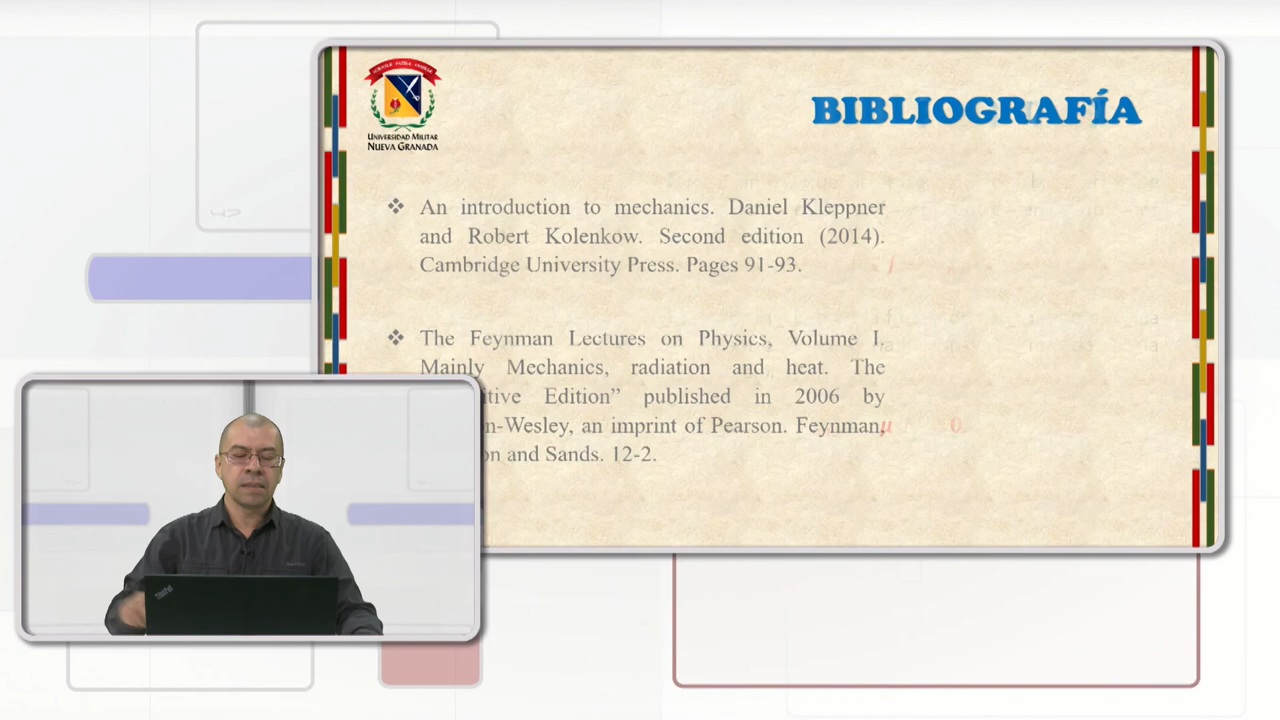 UNIVERSIDAD MILITAR
NUEVA GRANADA
BIBLIOGRAFÍA
❖ An introduction to mechanics. Daniel Kleppner
and Robert Kolenkow. Second edition (2014).
Cambridge University Press. Pages 91-93.
❖ The Feynman Lectures on Physics, Volume I.
Mainly Mechanics, radiation and heat. The
Edition” published in 2006 by
-Wesley, an imprint of Pearson. Feynman,
and Sands. 12-2.